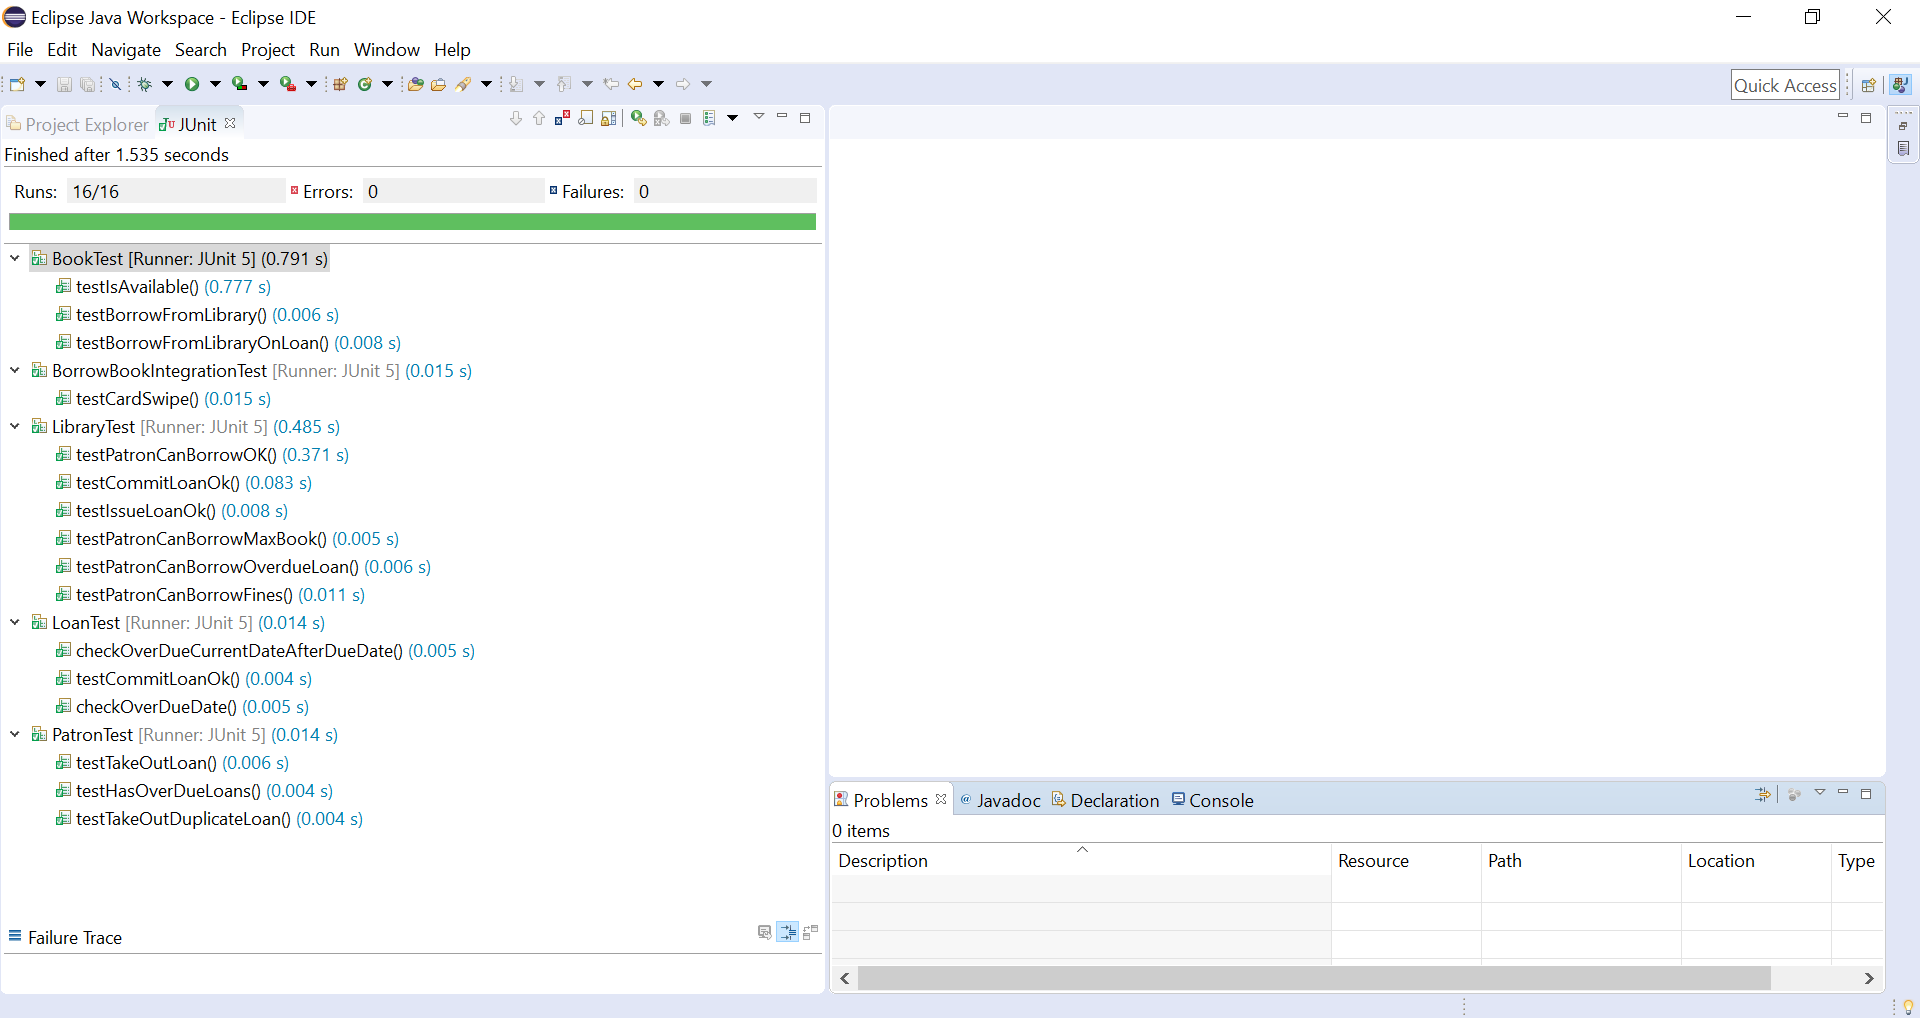 Eclipse Java Workspace - Eclipse IDE
File Edit Navigate Search Project Run Window Help
Quick Access
Project Explorer JUnit
Finished after 1.535 seconds
Runs: 16/16 Errors: 0 Failures: 0
BookTest [Runner: JUnit 5] (0.791 s)
testIsAvailable() (0.777 s)
testBorrowFromLibrary() (0.006 s)
testBorrowFromLibraryOnLoan() (0.008 s)
BorrowBookIntegrationTest [Runner: JUnit 5] (0.015 s)
testCardSwipe() (0.015 s)
LibraryTest [Runner: JUnit 5] (0.485 s)
testPatronCanBorrowOK() (0.371 s)
testCommitLoanOk() (0.083 s)
testIssueLoanOk() (0.008 s)
testPatronCanBorrowMaxBook() (0.005 s)
testPatronCanBorrowOverdueLoan() (0.006 s)
testPatronCanBorrowFines() (0.011 s)
LoanTest [Runner: JUnit 5] (0.014 s)
checkOverDueCurrentDateAfterDueDate() (0.005 s)
testCommitLoanOk() (0.004 s)
checkOverDueDate() (0.005 s)
PatronTest [Runner: JUnit 5] (0.014 s)
testTakeOutLoan() (0.006 s)
testHasOverDueLoans() (0.004 s)
testTakeOutDuplicateLoan() (0.004 s)
Failure Trace
Problems @ Javadoc Declaration Console
0 items
Description Resource Path Location Type